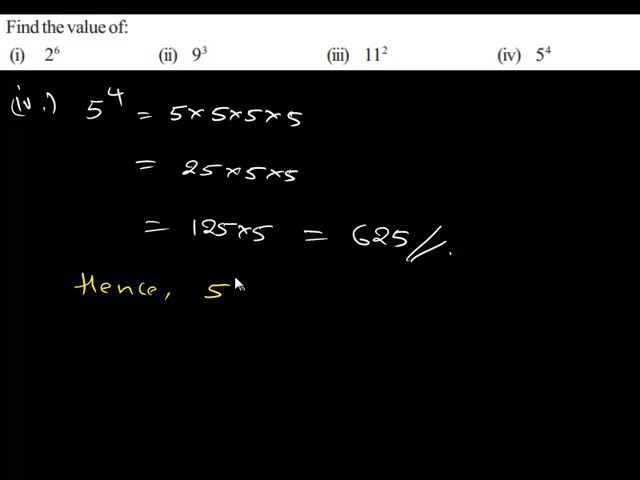 Find the value of:
(i) 2⁶ (ii) 9³ (iii) 11² (iv) 5⁴
(iv.) 5⁴ = 5×5×5×5
= 25×5×5
= 125×5 = 625//.
Hence, 5